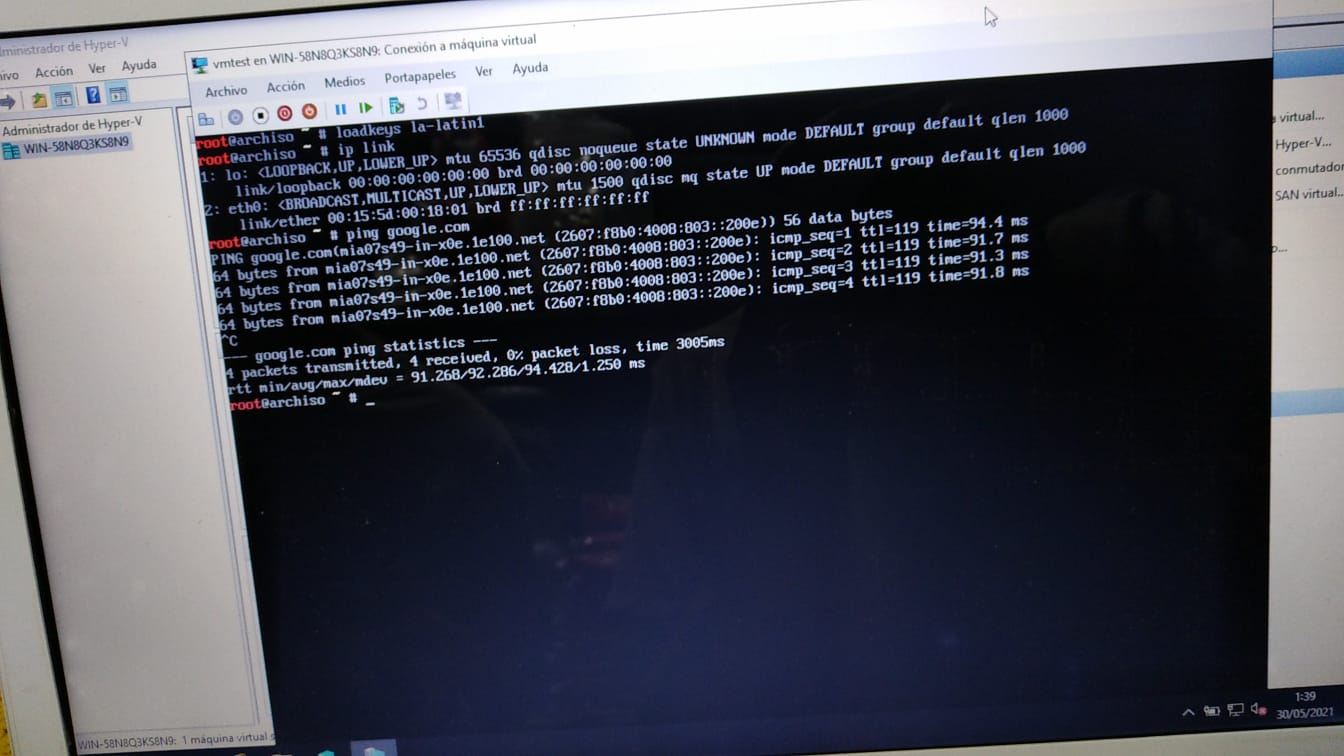 Administrador de Hyper-V
Acción Ver Ayuda
Administrador de Hyper-V
WIN-58N8Q3KS8N9
vmtest en WIN-58N8Q3KS8N9: Conexión a máquina virtual
Archivo Acción Medios Portapapeles Ver Ayuda
root@archiso ~ # loadkeys la-latin1
root@archiso ~ # ip link
1: lo: <LOOPBACK,UP,LOWER_UP> mtu 65536 qdisc noqueue state UNKNOWN mode DEFAULT group default qlen 1000
link/loopback 00:00:00:00:00:00 brd 00:00:00:00:00:00
2: eth0: <BROADCAST,MULTICAST,UP,LOWER_UP> mtu 1500 qdisc mq state UP mode DEFAULT group default qlen 1000
link/ether 00:15:5d:00:18:01 brd ff:ff:ff:ff:ff:ff
root@archiso ~ # ping google.com
PING google.com(mia07s49-in-x0e.1e100.net (2607:f8b0:4008:803::200e)) 56 data bytes
64 bytes from mia07s49-in-x0e.1e100.net (2607:f8b0:4008:803::200e): icmp_seq=1 ttl=119 time=94.4 ms
64 bytes from mia07s49-in-x0e.1e100.net (2607:f8b0:4008:803::200e): icmp_seq=2 ttl=119 time=91.7 ms
64 bytes from mia07s49-in-x0e.1e100.net (2607:f8b0:4008:803::200e): icmp_seq=3 ttl=119 time=91.3 ms
64 bytes from mia07s49-in-x0e.1e100.net (2607:f8b0:4008:803::200e): icmp_seq=4 ttl=119 time=91.8 ms
^C
--- google.com ping statistics ---
4 packets transmitted, 4 received, 0% packet loss, time 3005ms
rtt min/avg/max/mdev = 91.268/92.286/94.428/1.250 ms
root@archiso ~ # _
virtual...
Hyper-V...
conmutador
SAN virtual...
WIN-58N8Q3KS8N9: 1 máquina virtual s
1:39
30/05/2021